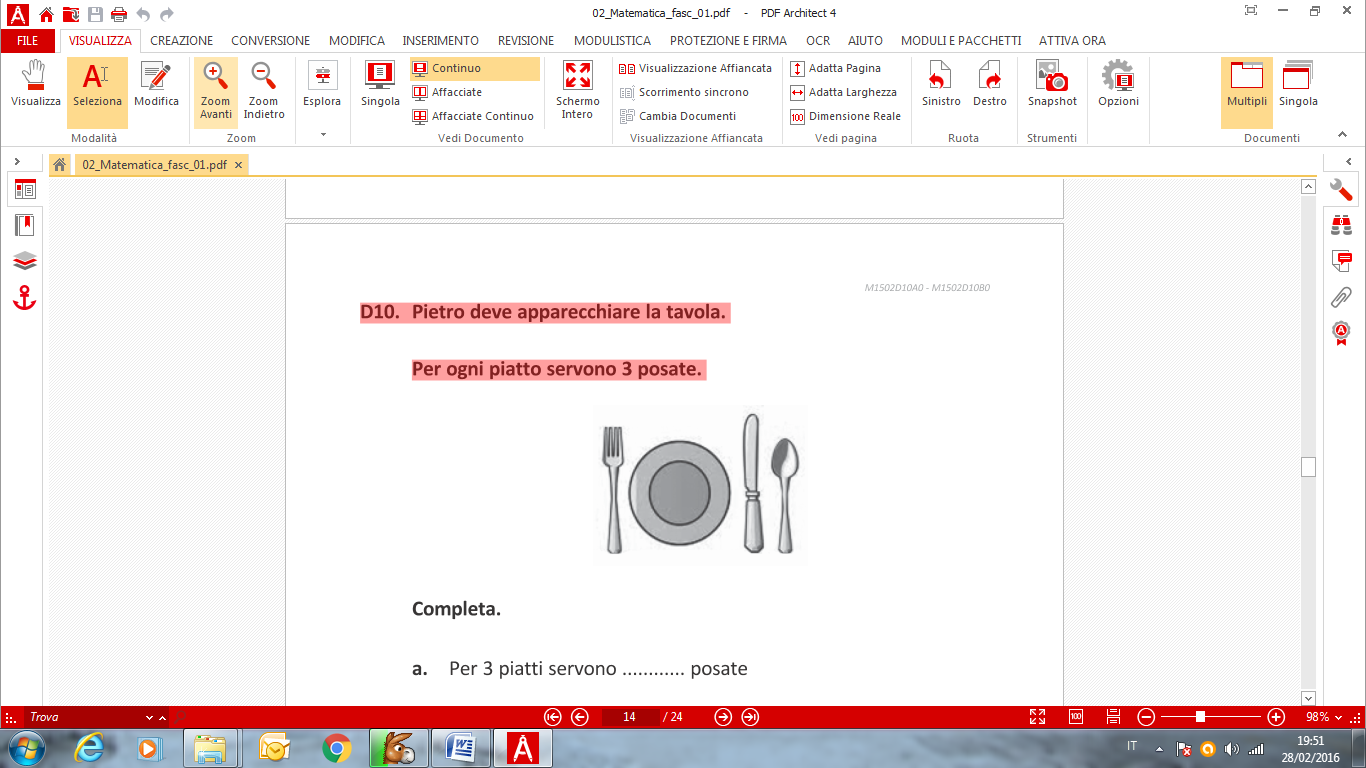 02_Matematica_fasc_01.pdf - PDF Architect 4
FILE VISUALIZZA CREAZIONE CONVERSIONE MODIFICA INSERIMENTO REVISIONE MODULISTICA PROTEZIONE E FIRMA OCR AIUTO MODULI E PACCHETTI ATTIVA ORA
Visualizza
Seleziona
Modifica
Modalità
Zoom Avanti
Zoom Indietro
Zoom
Esplora
Singola
Continuo
Affacciate
Affacciate Continuo
Vedi Documento
Schermo Intero
Visualizzazione Affiancata
Scorrimento sincrono
Cambia Documenti
Visualizzazione Affiancata
Adatta Pagina
Adatta Larghezza
100 Dimensione Reale
Vedi pagina
Sinistro
Destro
Ruota
Snapshot
Strumenti
Opzioni
Multipli
Singola
Documenti
02_Matematica_fasc_01.pdf
M1502D10A0 - M1502D10B0
D10. Pietro deve apparecchiare la tavola.
Per ogni piatto servono 3 posate.
Completa.
a. Per 3 piatti servono ............ posate
Trova
14 / 24
100
98%
IT
19:51
28/02/2016